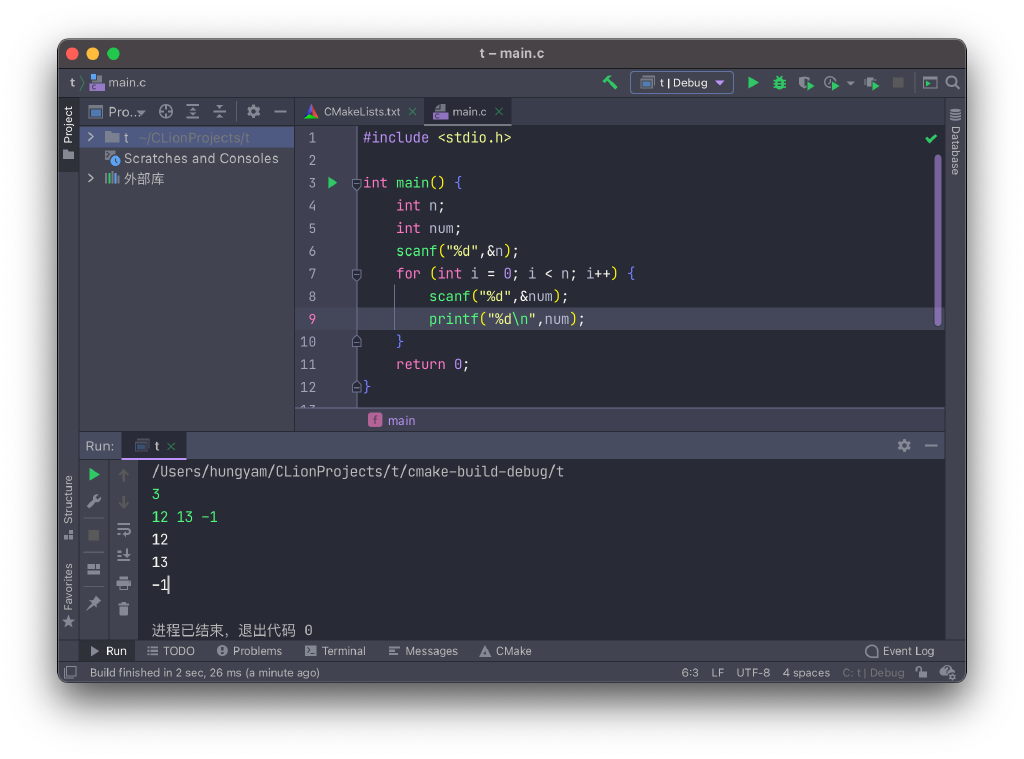 t – main.c
t main.c
t | Debug
Project
Pro..
CMakeLists.txt
main.c
t ~/CLionProjects/t
Scratches and Consoles
外部库
Database
1 #include <stdio.h>
2
3 int main() {
4 int n;
5 int num;
6 scanf("%d",&n);
7 for (int i = 0; i < n; i++) {
8 scanf("%d",&num);
9 printf("%d\n",num);
10 }
11 return 0;
12 }
f main
Run: t
Structure
Favorites
/Users/hungyam/CLionProjects/t/cmake-build-debug/t
3
12 13 -1
12
13
-1
进程已结束，退出代码 0
Run TODO Problems Terminal Messages CMake Event Log
Build finished in 2 sec, 26 ms (a minute ago) 6:3 LF UTF-8 4 spaces C: t | Debug